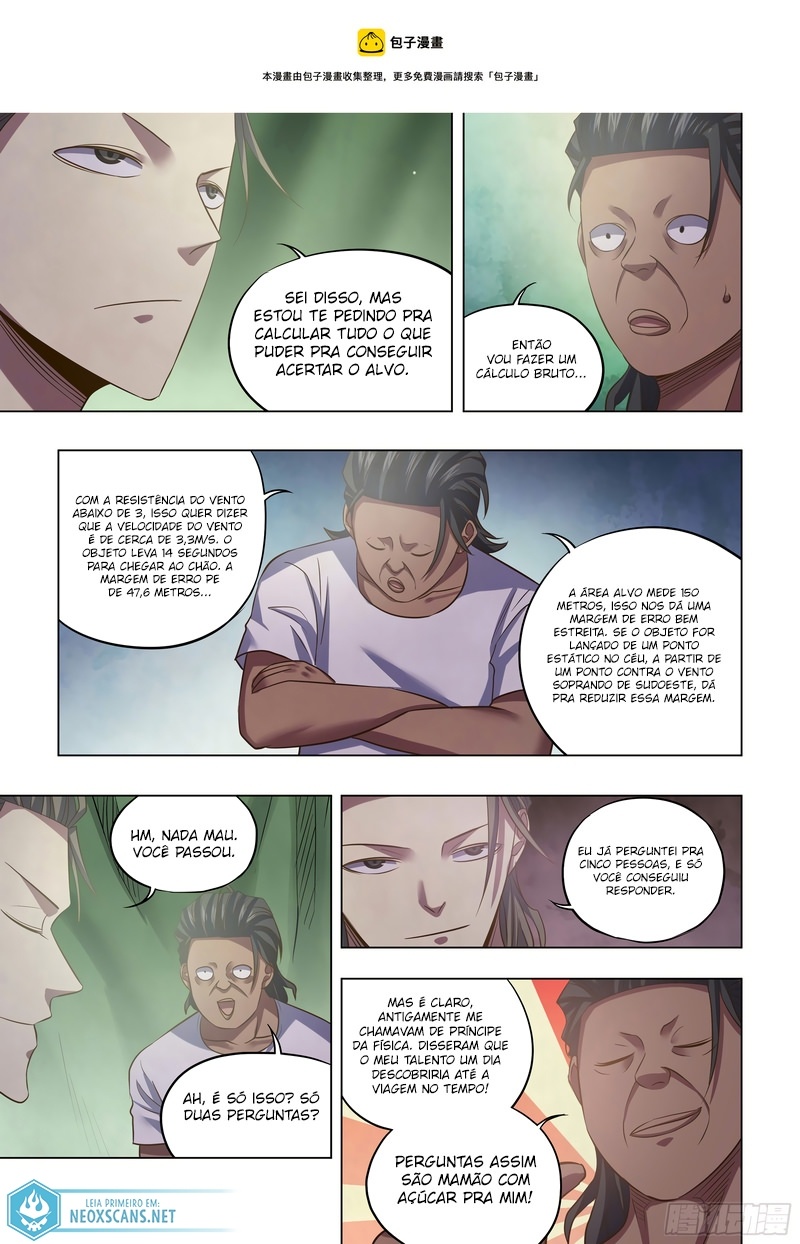 包子漫畫
本漫畫由包子漫畫收集整理，更多免費漫畫請搜索「包子漫畫」
SEI DISSO, MAS
ESTOU TE PEDINDO PRA
CALCULAR TUDO O QUE
PUDER PRA CONSEGUIR
ACERTAR O ALVO.
ENTÃO
VOU FAZER UM
CÁLCULO BRUTO...
COM A RESISTÊNCIA DO VENTO
ABAIXO DE 3, ISSO QUER DIZER
QUE A VELOCIDADE DO VENTO
É DE CERCA DE 3,3M/S. O
OBJETO LEVA 14 SEGUNDOS
PARA CHEGAR AO CHÃO. A
MARGEM DE ERRO PE
DE 47,6 METROS...
A ÁREA ALVO MEDE 150
METROS, ISSO NOS DÁ UMA
MARGEM DE ERRO BEM
ESTREITA. SE O OBJETO FOR
LANÇADO DE UM PONTO
ESTÁTICO NO CÉU, A PARTIR DE
UM PONTO CONTRA O VENTO
SOPRANDO DE SUDOESTE, DÁ
PRA REDUZIR ESSA MARGEM.
HM, NADA MAU.
VOCÊ PASSOU.
AH, É SÓ ISSO? SÓ
DUAS PERGUNTAS?
EU JÁ PERGUNTEI PRA
CINCO PESSOAS, E SÓ
VOCÊ CONSEGUIU
RESPONDER.
MAS É CLARO,
ANTIGAMENTE ME
CHAMAVAM DE PRÍNCIPE
DA FÍSICA. DISSERAM QUE
O MEU TALENTO UM DIA
DESCOBRIRIA ATÉ A
VIAGEM NO TEMPO!
PERGUNTAS ASSIM
SÃO MAMÃO COM
AÇÚCAR PRA MIM!
LEIA PRIMEIRO EM:
NEOXSCANS.NET
腾讯动漫